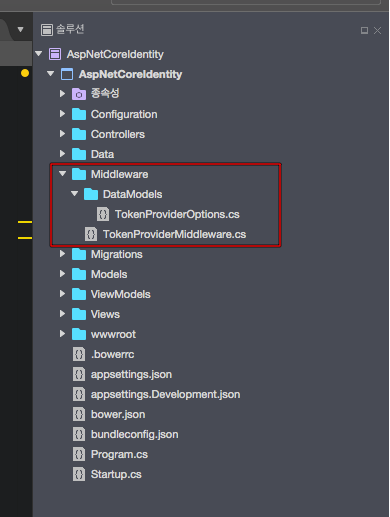 솔루션
AspNetCoreIdentity
AspNetCoreIdentity
종속성
Configuration
Controllers
Data
Middleware
DataModels
TokenProviderOptions.cs
TokenProviderMiddleware.cs
Migrations
Models
ViewModels
Views
wwwroot
.bowerrc
appsettings.json
appsettings.Development.json
bower.json
bundleconfig.json
Program.cs
Startup.cs